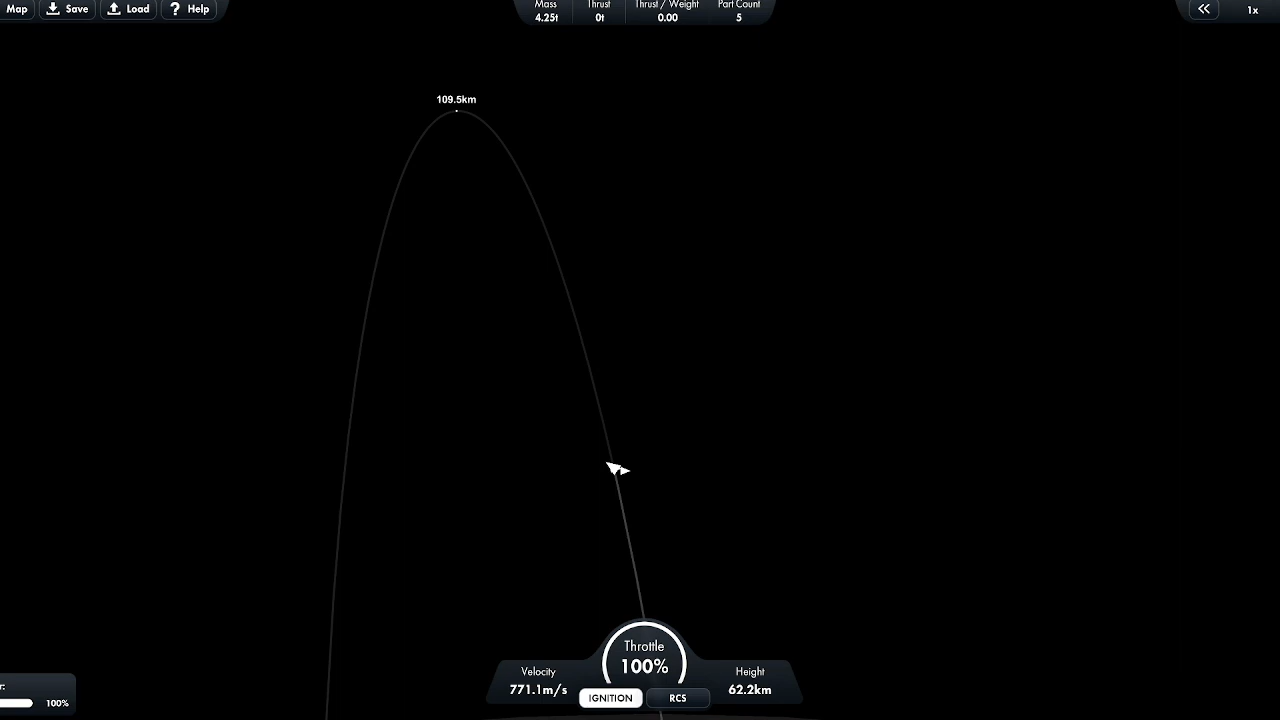 Map Save Load Help
Mass Thrust Thrust / Weight Part Count
4.25t 0t 0.00 5
1x
109.5km
Throttle
100%
Velocity
771.1m/s
Height
62.2km
IGNITION RCS
r:
100%